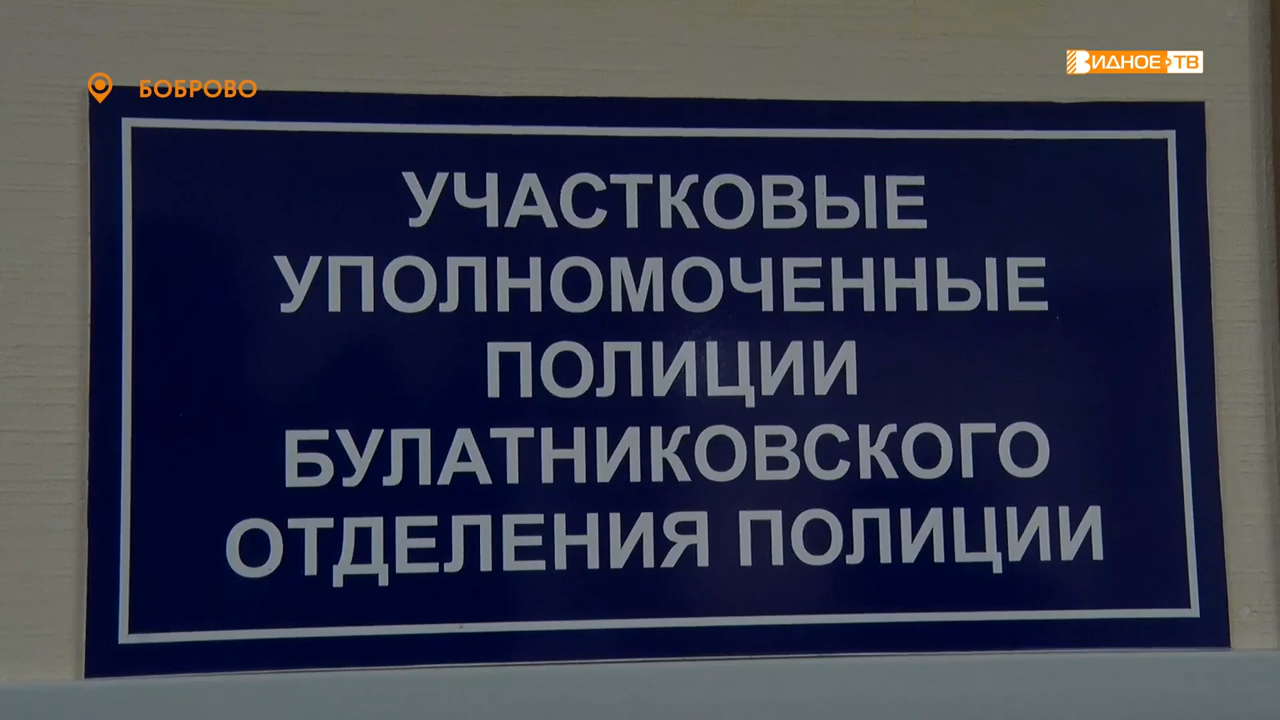 ВИДНОЕ ТВ
БОБРОВО
УЧАСТКОВЫЕ
УПОЛНОМОЧЕННЫЕ
ПОЛИЦИИ
БУЛАТНИКОВСКОГО
ОТДЕЛЕНИЯ ПОЛИЦИИ